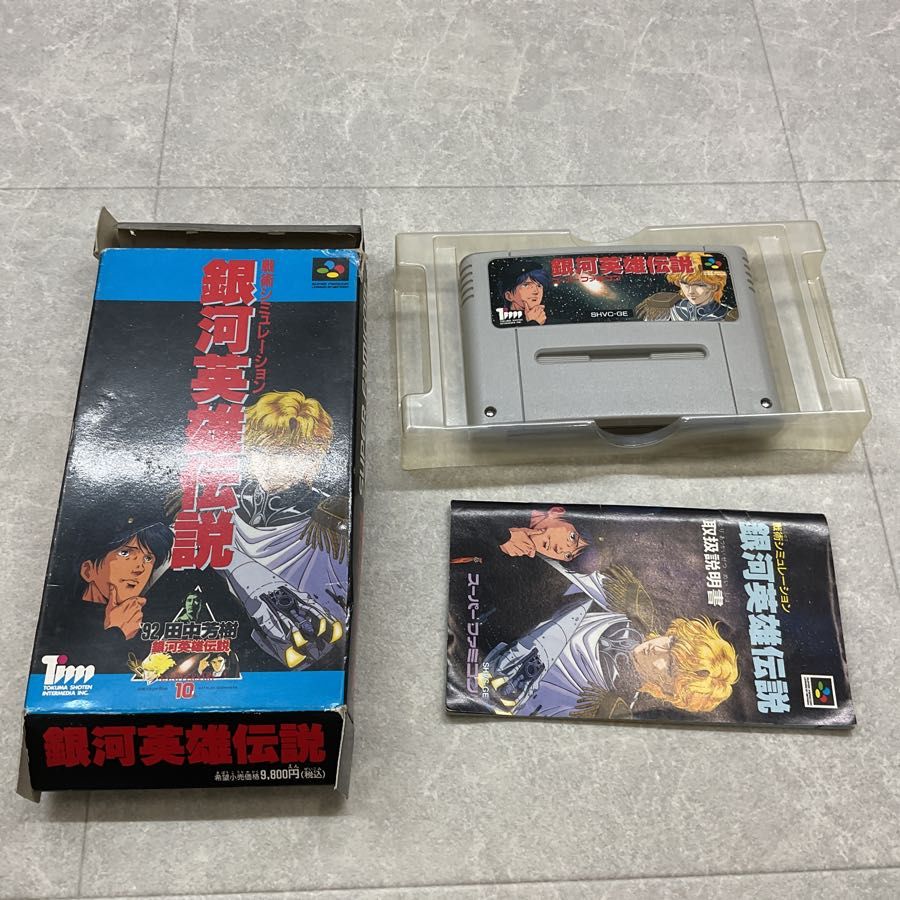 戦術シミュレーション
銀河英雄伝説
'92 田中芳樹
銀河英雄伝説
10
Tim
TOKUMA SHOTEN
INTERMEDIA INC.
銀河英雄伝説
希望小売価格9,800円(税込)
銀河英雄伝説
Tim
SHVC-GE
戦術シミュレーション
銀河英雄伝説
取扱説明書
スーパーファミコン
SHVC-GE